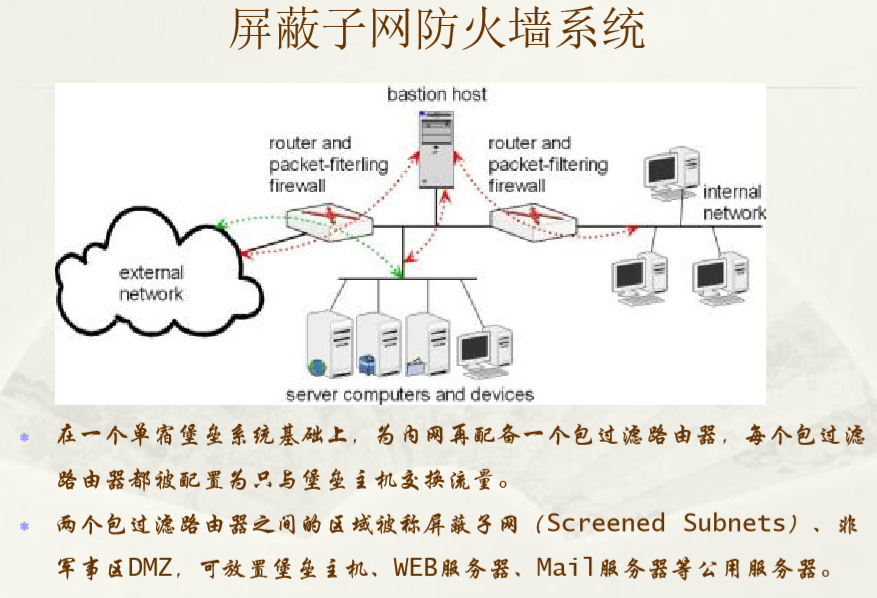 屏蔽子网防火墙系统
bastion host
router and
packet-fiterling
firewall
router and
packet-filtering
firewall
internal
network
external
network
server computers and devices
在一个单宿堡垒系统基础上，为内网再配备一个包过滤路由器，每个包过滤
路由器都被配置为只与堡垒主机交换流量。
两个包过滤路由器之间的区域被称屏蔽子网（Screened Subnets）、非
军事区DMZ，可放置堡垒主机、WEB服务器、Mail服务器等公用服务器。